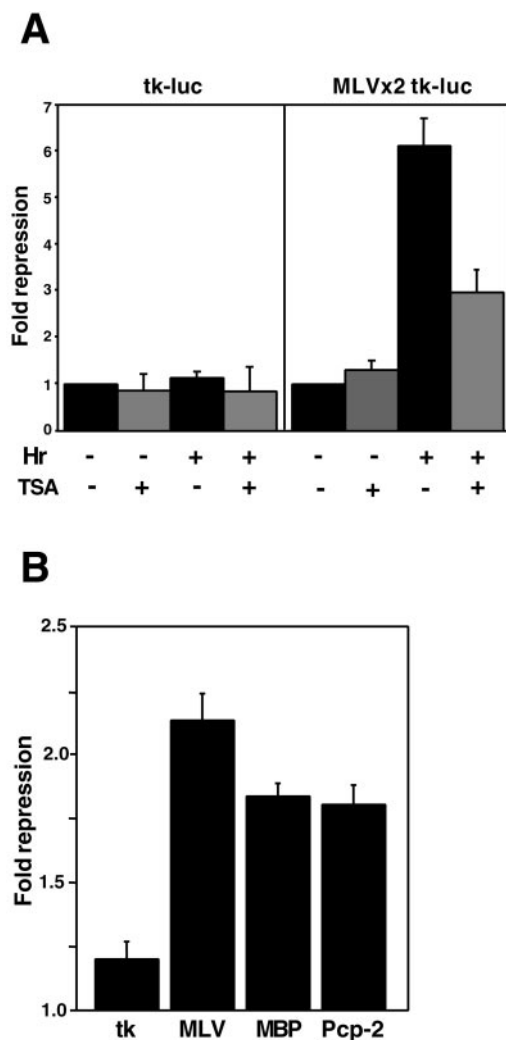 A
tk-luc MLVx2 tk-luc
Fold repression
7
6
5
4
3
2
1
0
Hr - - + + - - + +
TSA - + - + - + - +
B
Fold repression
2.5
2.0
1.5
1.0
tk MLV MBP Pcp-2